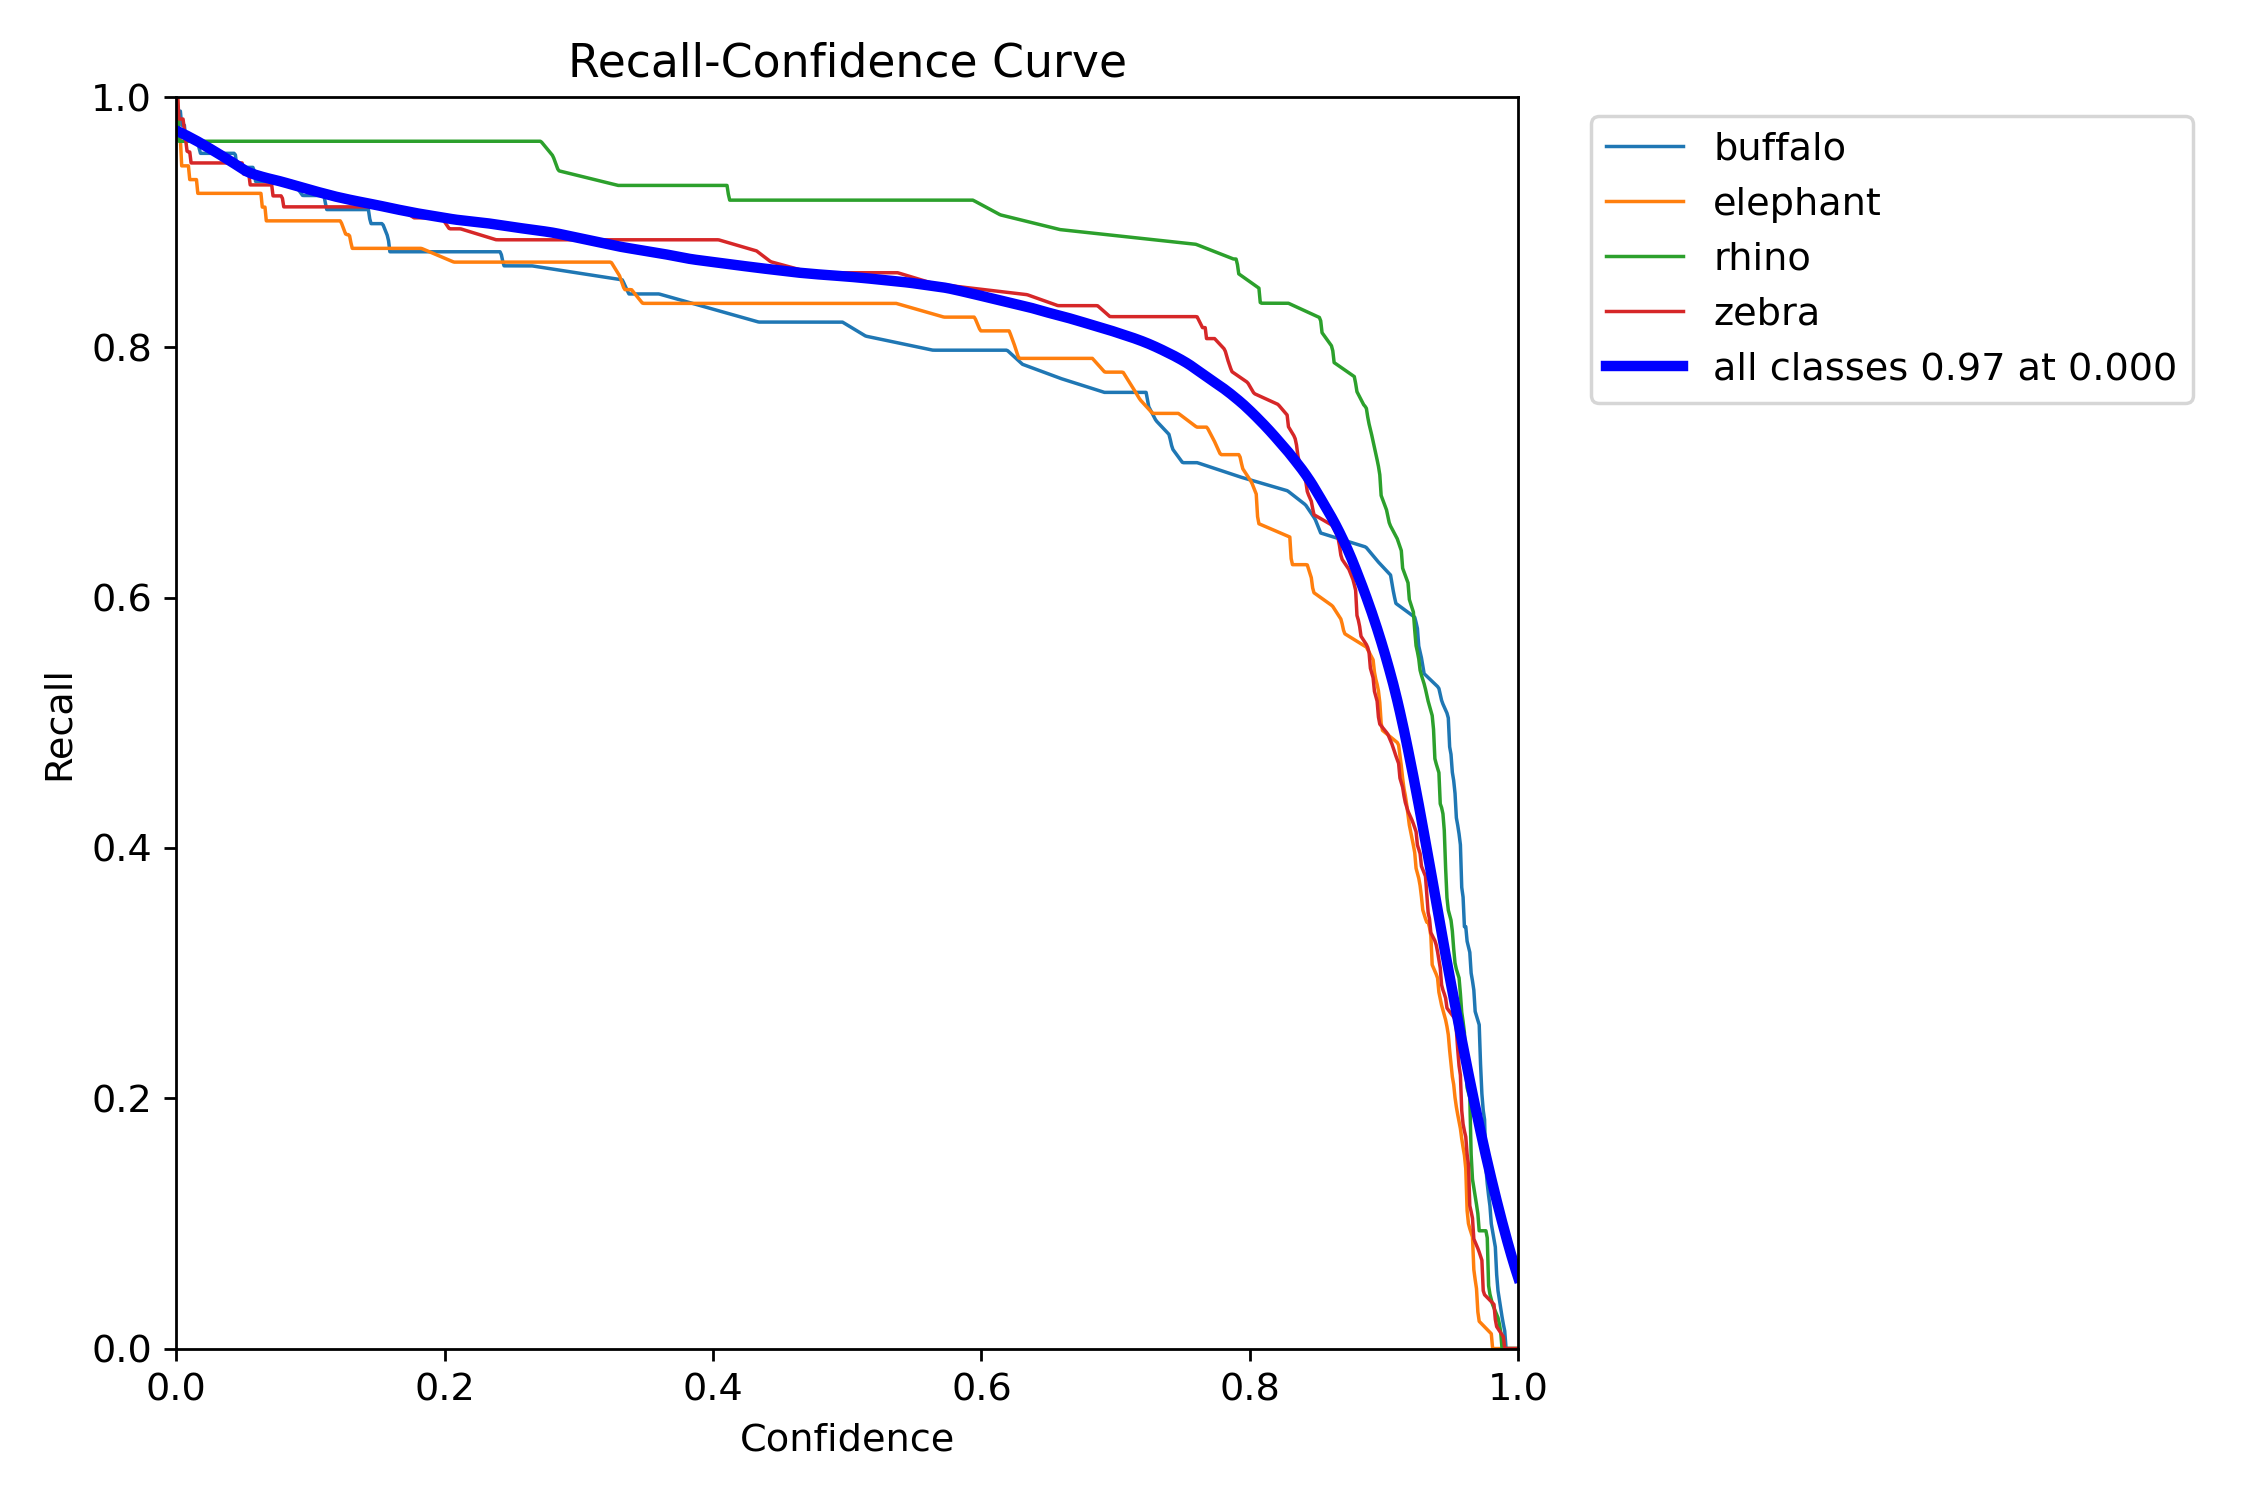 Recall-Confidence Curve
1.0
0.8
0.6
0.4
0.2
0.0
Recall
0.0 0.2 0.4 0.6 0.8 1.0
Confidence
buffalo
elephant
rhino
zebra
all classes 0.97 at 0.000